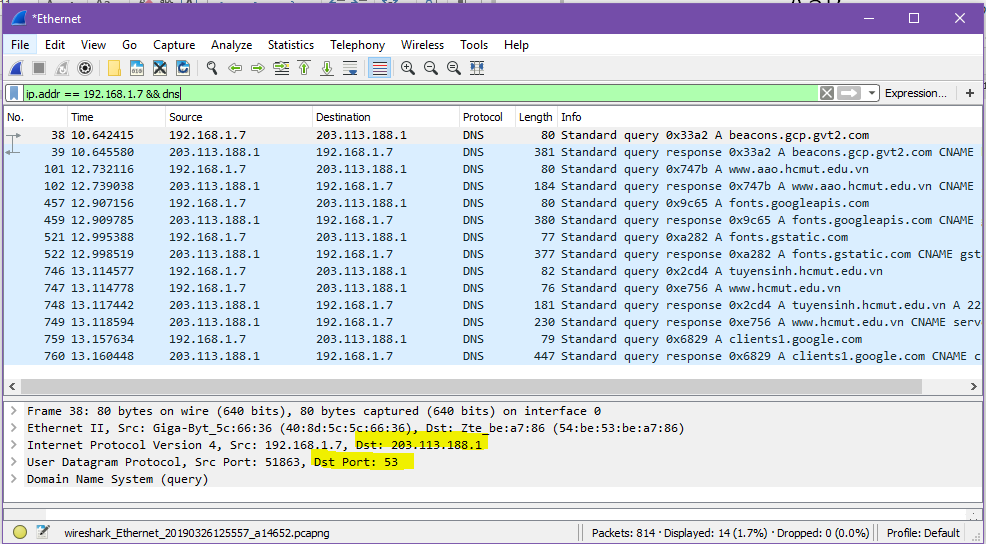 *Ethernet
File Edit View Go Capture Analyze Statistics Telephony Wireless Tools Help
ip.addr == 192.168.1.7 && dns Expression... +
No. Time Source Destination Protocol Length Info
38 10.642415 192.168.1.7 203.113.188.1 DNS 80 Standard query 0x33a2 A beacons.gcp.gvt2.com
39 10.645580 203.113.188.1 192.168.1.7 DNS 381 Standard query response 0x33a2 A beacons.gcp.gvt2.com CNAME
101 12.732116 192.168.1.7 203.113.188.1 DNS 80 Standard query 0x747b A www.aao.hcmut.edu.vn
102 12.739038 203.113.188.1 192.168.1.7 DNS 184 Standard query response 0x747b A www.aao.hcmut.edu.vn CNAME
457 12.907156 192.168.1.7 203.113.188.1 DNS 80 Standard query 0x9c65 A fonts.googleapis.com
459 12.909785 203.113.188.1 192.168.1.7 DNS 380 Standard query response 0x9c65 A fonts.googleapis.com CNAME
521 12.995388 192.168.1.7 203.113.188.1 DNS 77 Standard query 0xa282 A fonts.gstatic.com
522 12.998519 203.113.188.1 192.168.1.7 DNS 377 Standard query response 0xa282 A fonts.gstatic.com CNAME gst
746 13.114577 192.168.1.7 203.113.188.1 DNS 82 Standard query 0x2cd4 A tuyensinh.hcmut.edu.vn
747 13.114778 192.168.1.7 203.113.188.1 DNS 76 Standard query 0xe756 A www.hcmut.edu.vn
748 13.117442 203.113.188.1 192.168.1.7 DNS 181 Standard query response 0x2cd4 A tuyensinh.hcmut.edu.vn A 22
749 13.118594 203.113.188.1 192.168.1.7 DNS 230 Standard query response 0xe756 A www.hcmut.edu.vn CNAME serv
759 13.157634 192.168.1.7 203.113.188.1 DNS 79 Standard query 0x6829 A clients1.google.com
760 13.160448 203.113.188.1 192.168.1.7 DNS 447 Standard query response 0x6829 A clients1.google.com CNAME c
Frame 38: 80 bytes on wire (640 bits), 80 bytes captured (640 bits) on interface 0
Ethernet II, Src: Giga-Byt_5c:66:36 (40:8d:5c:5c:66:36), Dst: Zte_be:a7:86 (54:be:53:be:a7:86)
Internet Protocol Version 4, Src: 192.168.1.7, Dst: 203.113.188.1
User Datagram Protocol, Src Port: 51863, Dst Port: 53
Domain Name System (query)
wireshark_Ethernet_20190326125557_a14652.pcapng Packets: 814 · Displayed: 14 (1.7%) · Dropped: 0 (0.0%) Profile: Default